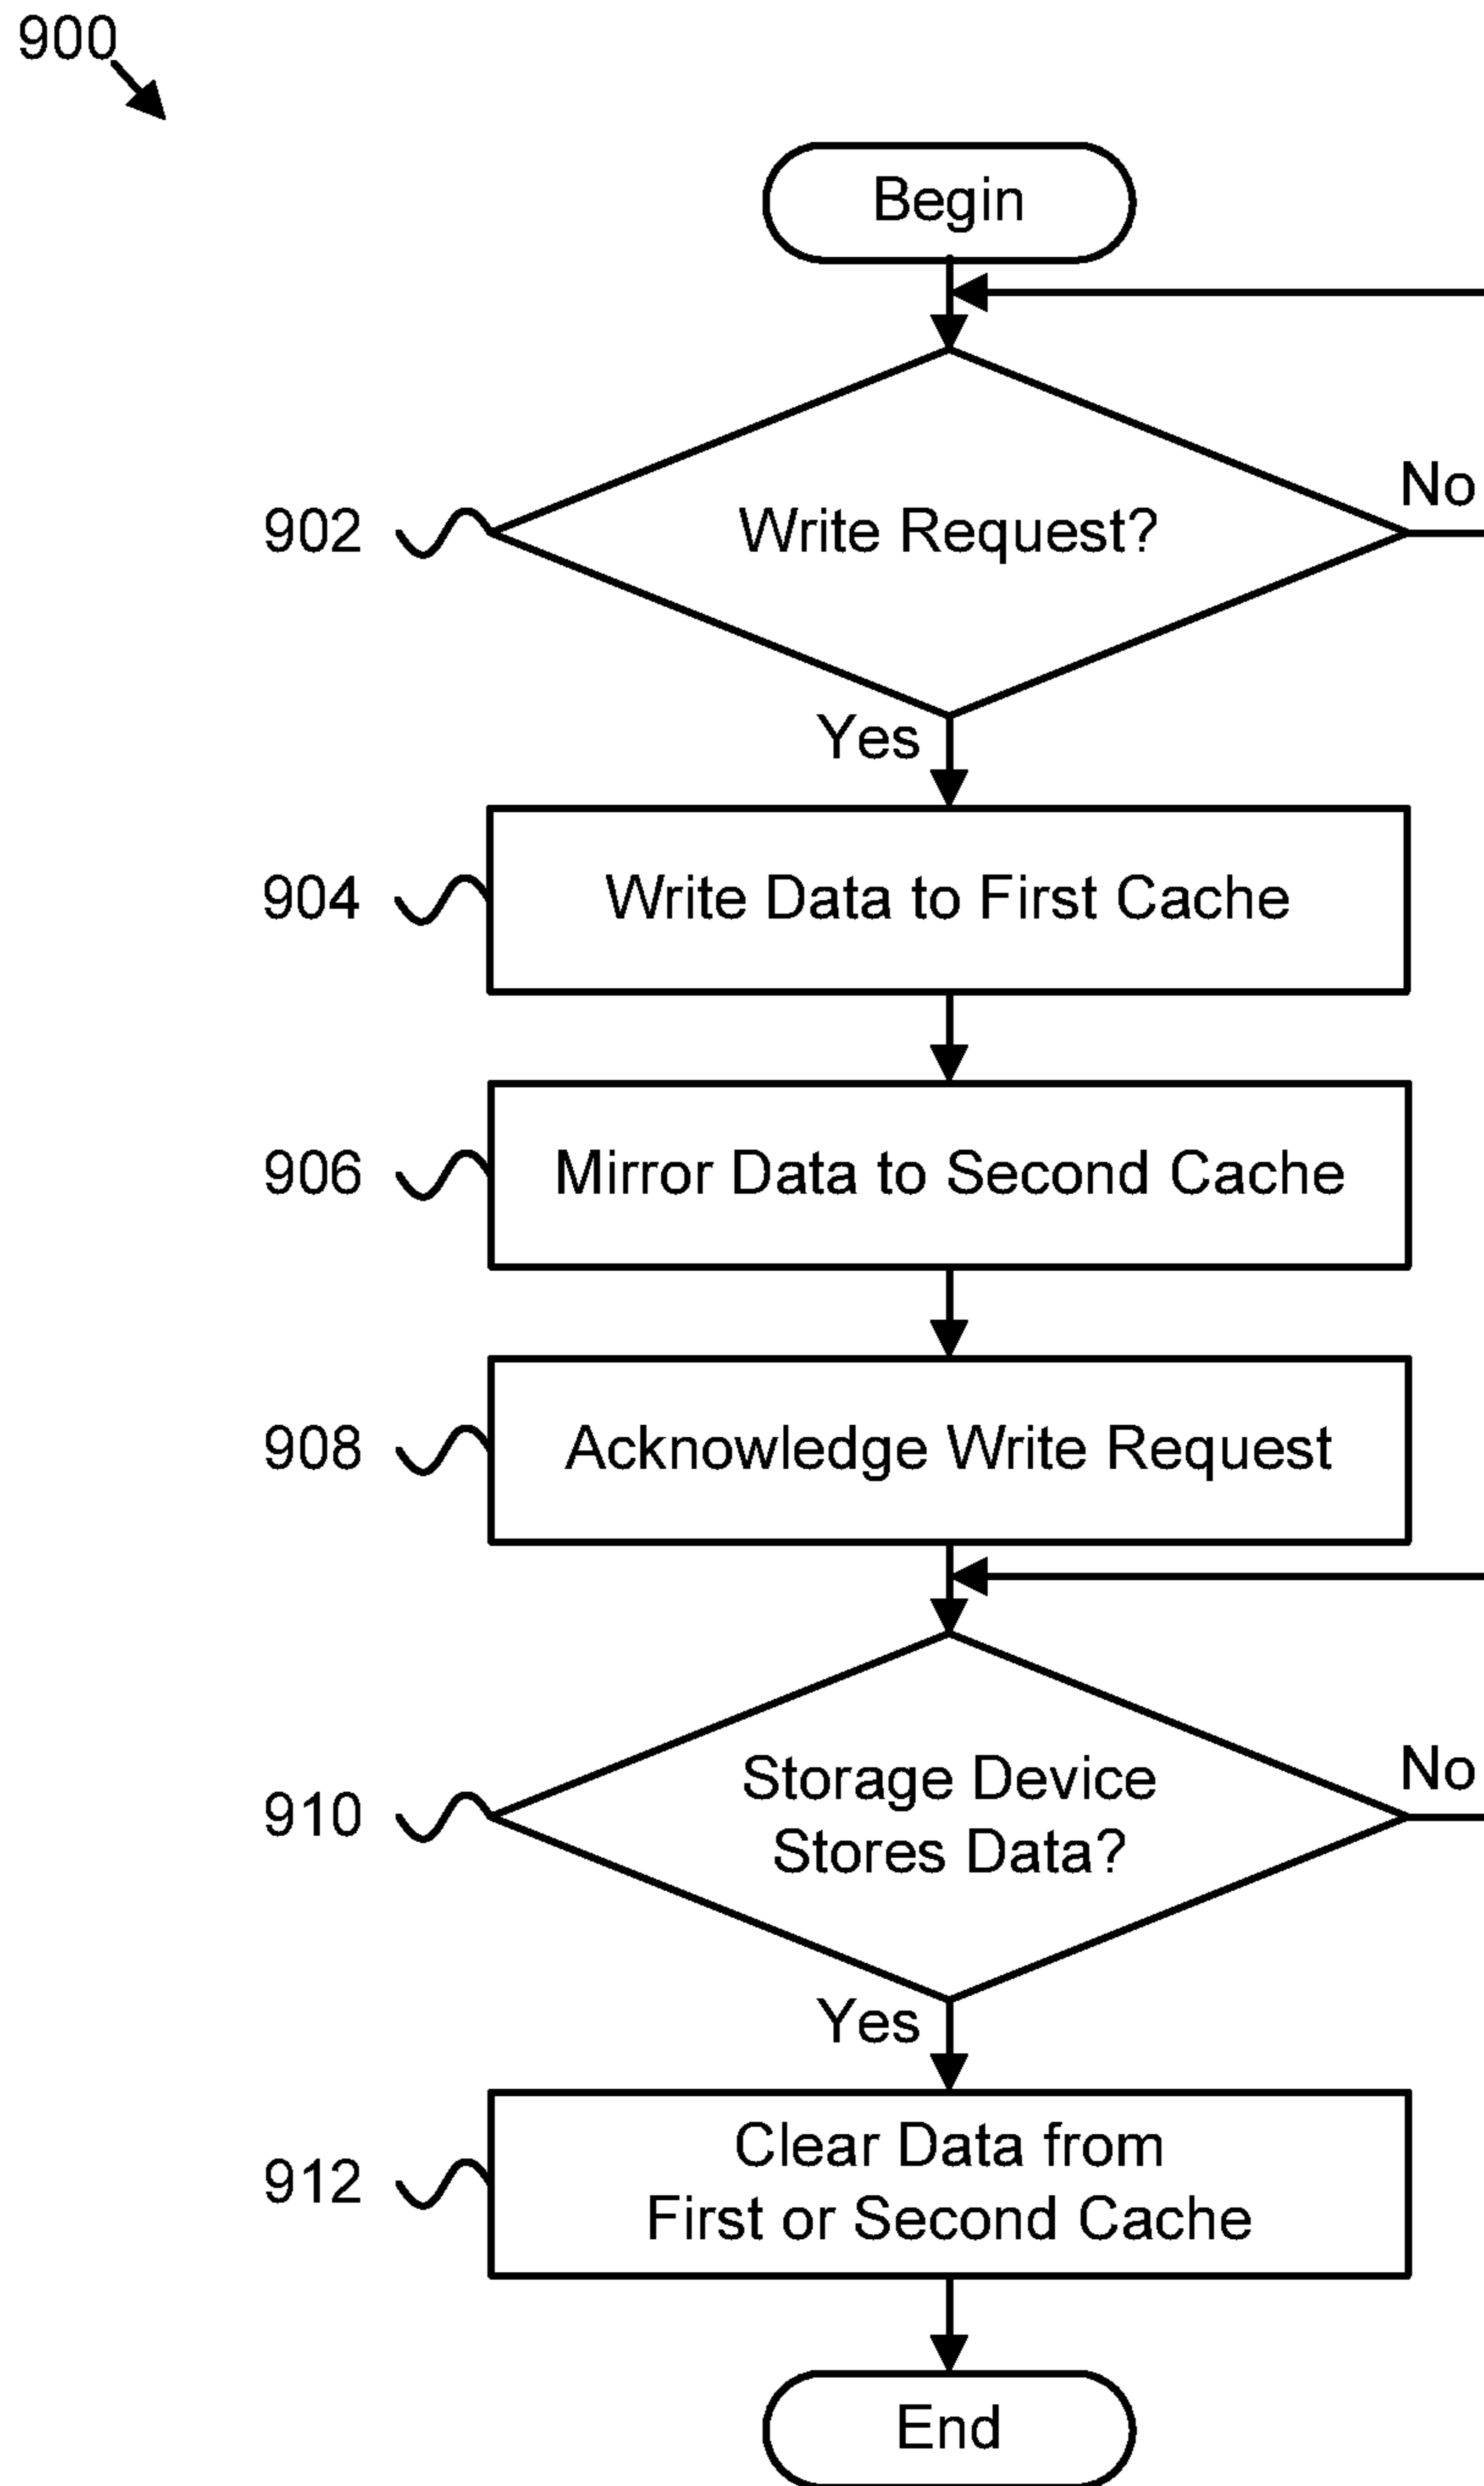 900
Begin
902
Write Request?
No
Yes
904
Write Data to First Cache
906
Mirror Data to Second Cache
908
Acknowledge Write Request
910
Storage Device
Stores Data?
No
Yes
912
Clear Data from
First or Second Cache
End